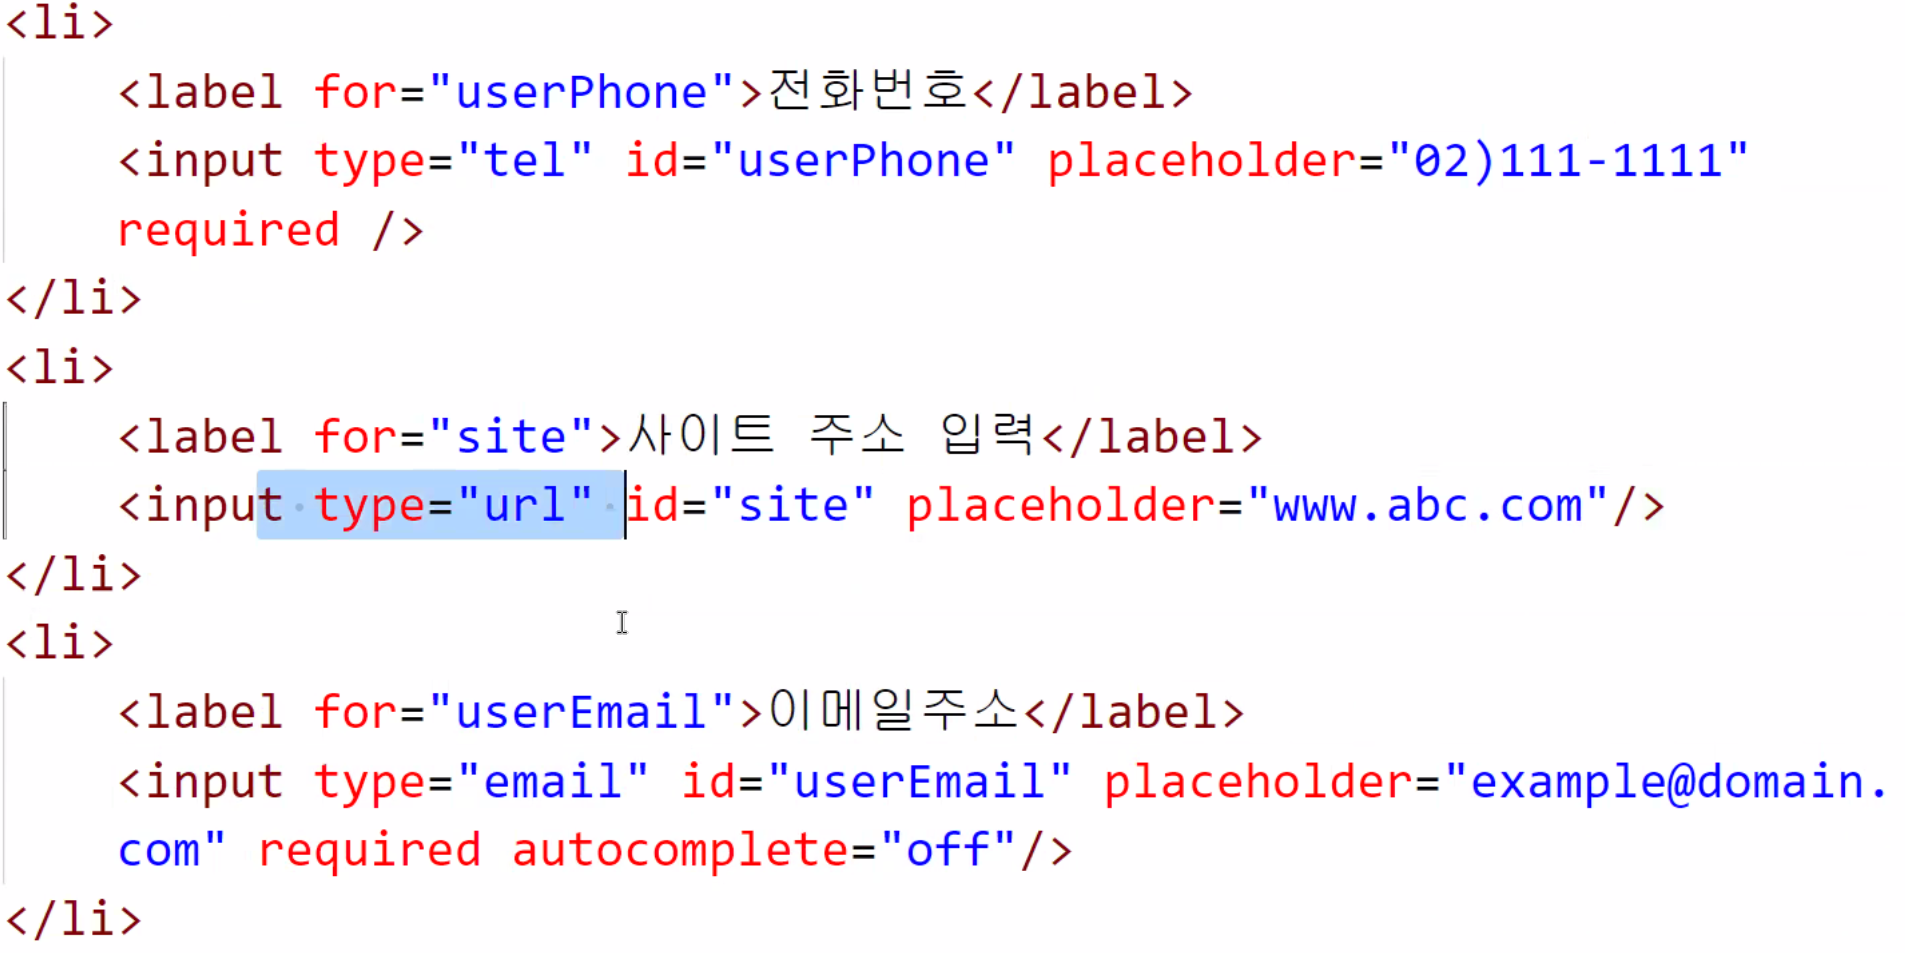 <li>
<label for="userPhone">전화번호</label>
<input type="tel" id="userPhone" placeholder="02)111-1111"
required />
</li>
<li>
<label for="site">사이트 주소 입력</label>
<input type="url" id="site" placeholder="www.abc.com"/>
</li>
<li>
<label for="userEmail">이메일주소</label>
<input type="email" id="userEmail" placeholder="example@domain.
com" required autocomplete="off"/>
</li>